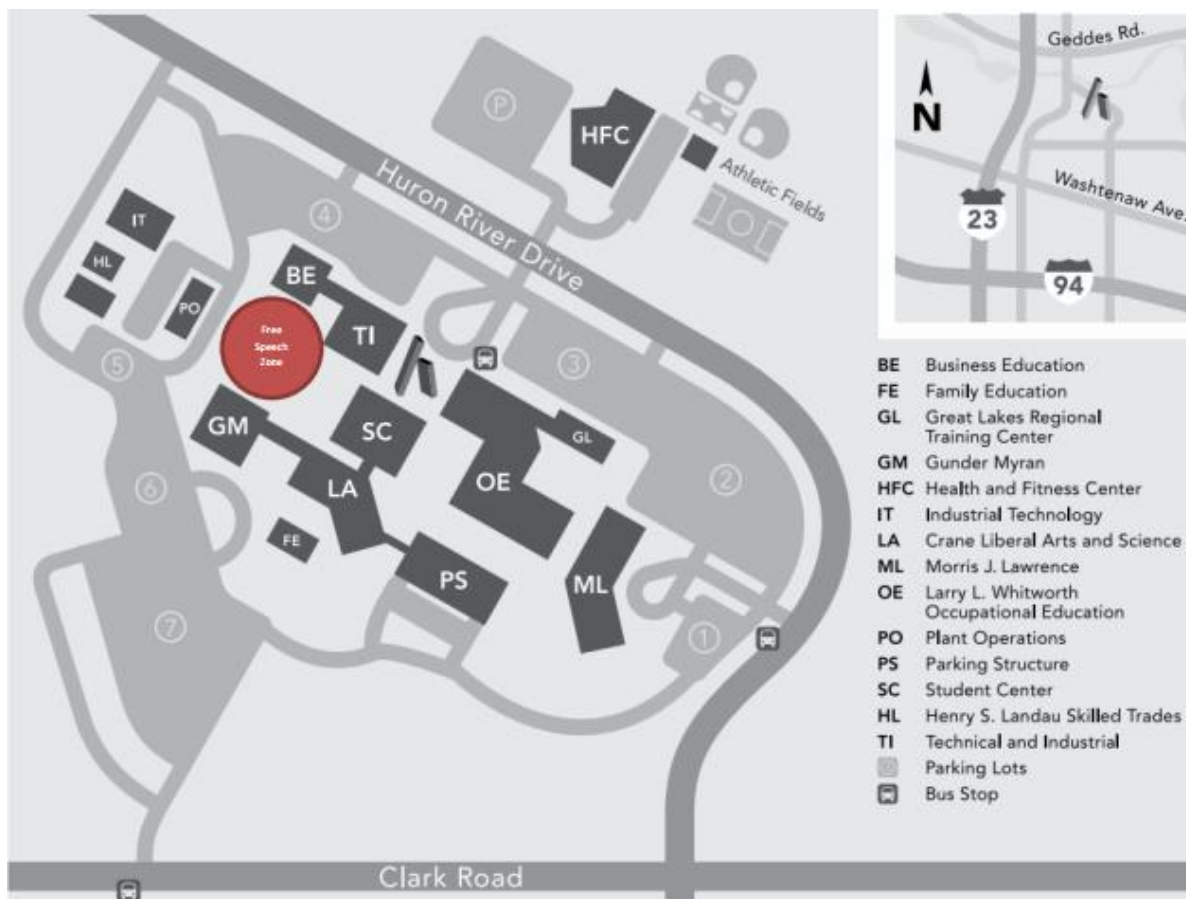 Huron River Drive
P
HFC
Athletic Fields
4
IT
HL
PO
BE
TI
Free
Speech
Zone
5
3
GM
SC
GL
2
6
LA
OE
FE
PS
ML
7
1
Clark Road
Geddes Rd.
N
Washtenaw Ave.
23
94
BE Business Education
FE Family Education
GL Great Lakes Regional
Training Center
GM Gunder Myran
HFC Health and Fitness Center
IT Industrial Technology
LA Crane Liberal Arts and Science
ML Morris J. Lawrence
OE Larry L. Whitworth
Occupational Education
PO Plant Operations
PS Parking Structure
SC Student Center
HL Henry S. Landau Skilled Trades
TI Technical and Industrial
Parking Lots
Bus Stop